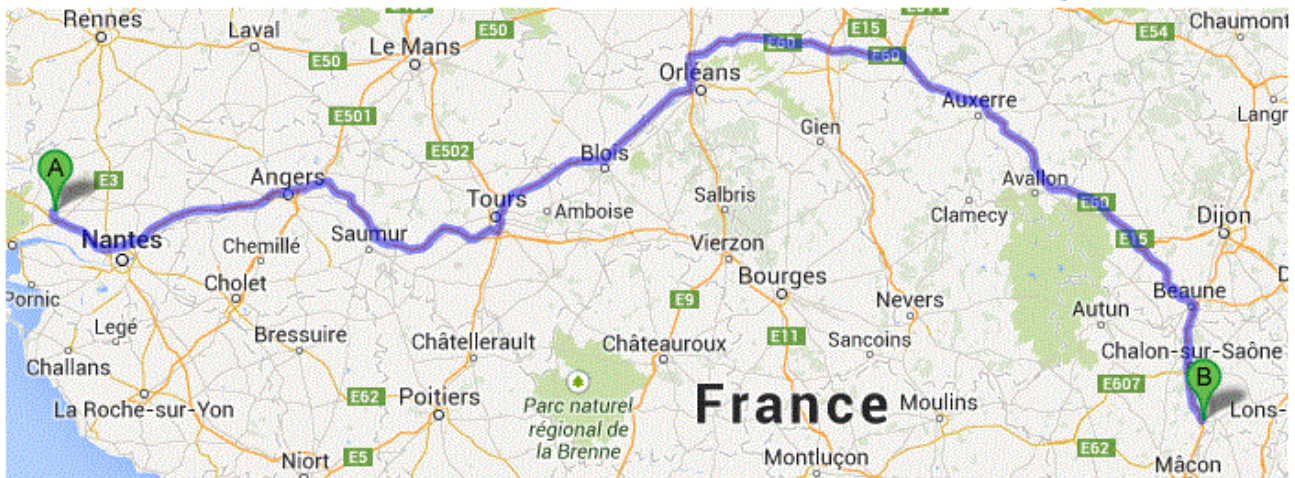 Rennes
Laval
Le Mans
E50
E50
E15
E54
Chaumont
E60
E60
Orléans
E501
Auxerre
Langr
Gien
E502
Blois
A
E3
Angers
Tours
Amboise
Salbris
Avallon
E60
Clamecy
Dijon
Nantes
Chemillé
Saumur
Vierzon
E15
Pornic
Cholet
Bourges
E9
Nevers
Beaune
Autun
Legé
Bressuire
Châtellerault
Châteauroux
E11
Sancoins
Challans
Chalon-sur-Saône
B
La Roche-sur-Yon
E62
Poitiers
Parc naturel
régional de
la Brenne
France
Moulins
E607
Lons-
Niort
E5
Montluçon
E62
Mâcon